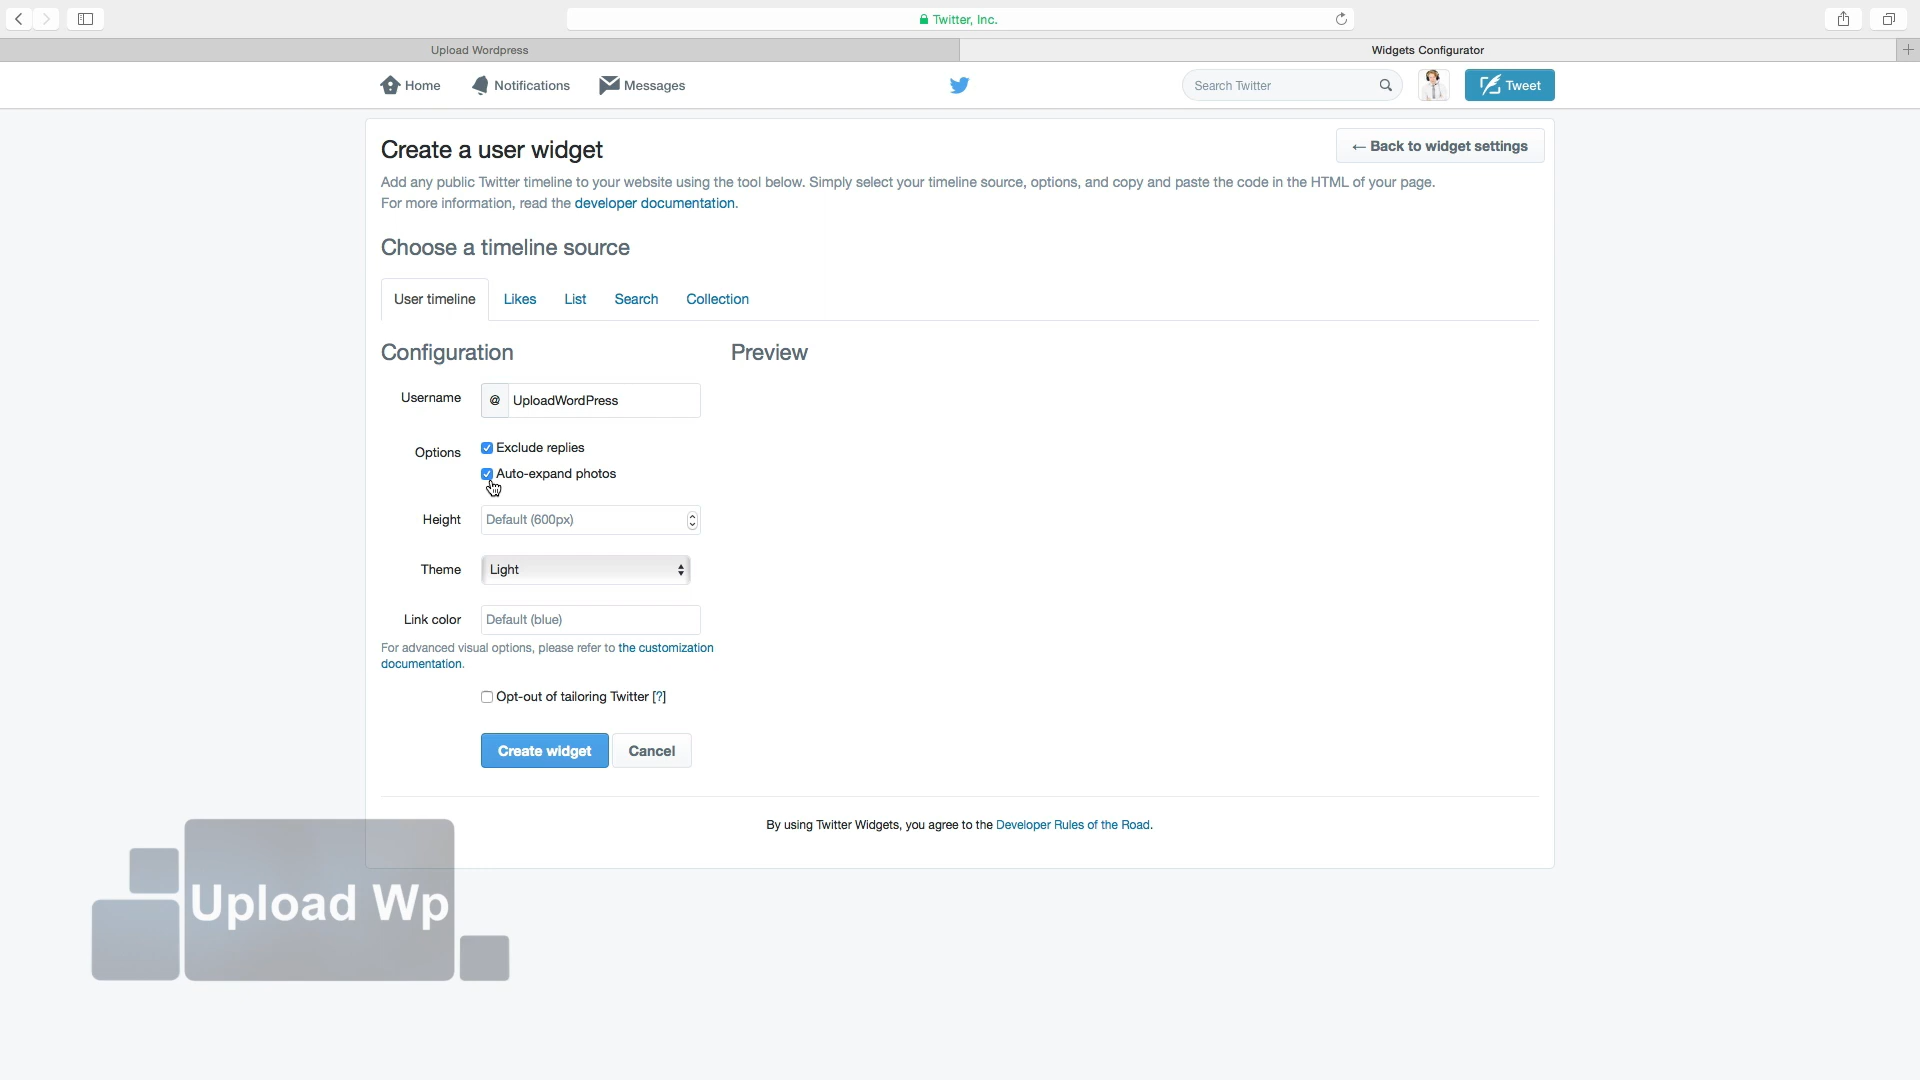 Twitter, Inc.
Upload Wordpress
Widgets Configurator
Home
Notifications
Messages
Search Twitter
Tweet
Create a user widget
← Back to widget settings
Add any public Twitter timeline to your website using the tool below. Simply select your timeline source, options, and copy and paste the code in the HTML of your page.
For more information, read the developer documentation.
Choose a timeline source
User timeline
Likes
List
Search
Collection
Configuration
Preview
Username
@ UploadWordPress
Options
Exclude replies
Auto-expand photos
Height
Default (600px)
Theme
Light
Link color
Default (blue)
For advanced visual options, please refer to the customization
documentation.
Opt-out of tailoring Twitter [?]
Create widget
Cancel
By using Twitter Widgets, you agree to the Developer Rules of the Road.
Upload Wp